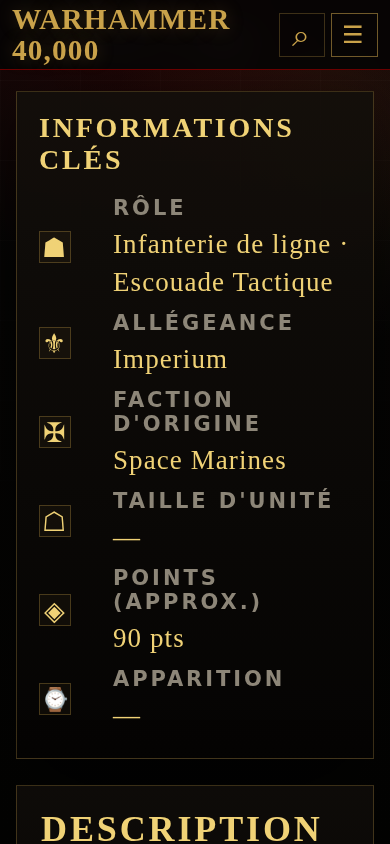 WARHAMMER
40,000
INFORMATIONS
CLÉS
RÔLE
Infanterie de ligne ·
Escouade Tactique
ALLÉGEANCE
Imperium
FACTION
D'ORIGINE
Space Marines
TAILLE D'UNITÉ
—
POINTS
(APPROX.)
90 pts
APPARITION
—
DESCRIPTION